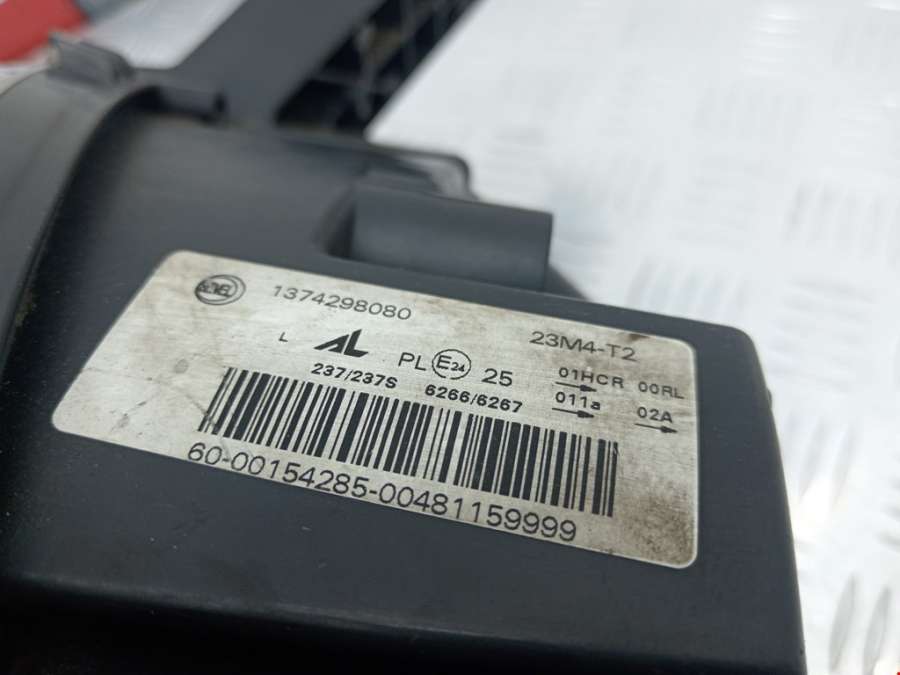 1374298080
23M4-T2
L AL PL E24 25 01HCR 00RL
237/237S 6266/6267 011a 02A
60-00154285-00481159999